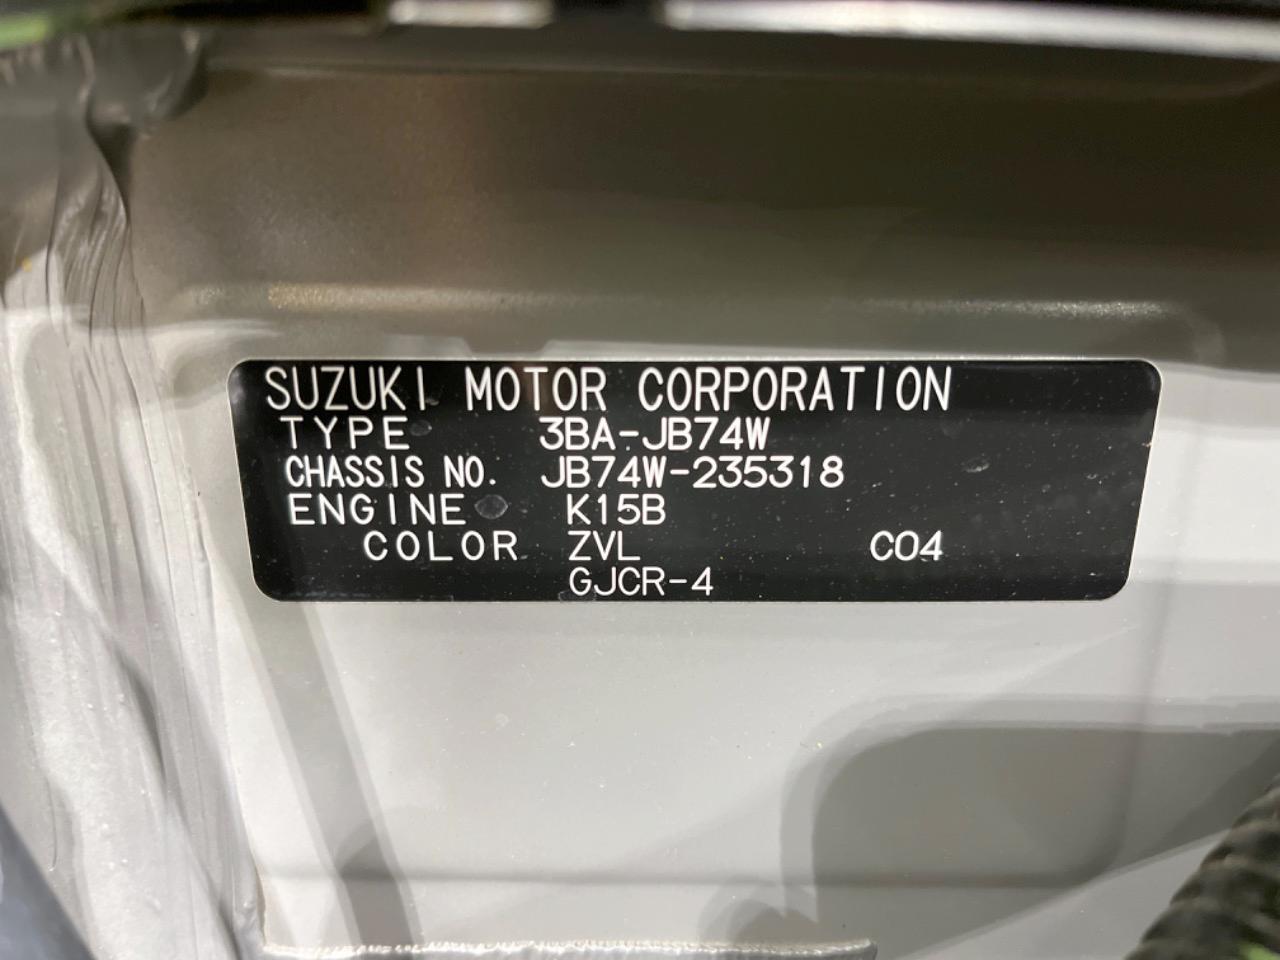 SUZUKI MOTOR CORPORATION
TYPE 3BA-JB74W
CHASSIS NO. JB74W-235318
ENGINE K15B
COLOR ZVL C04
GJCR-4